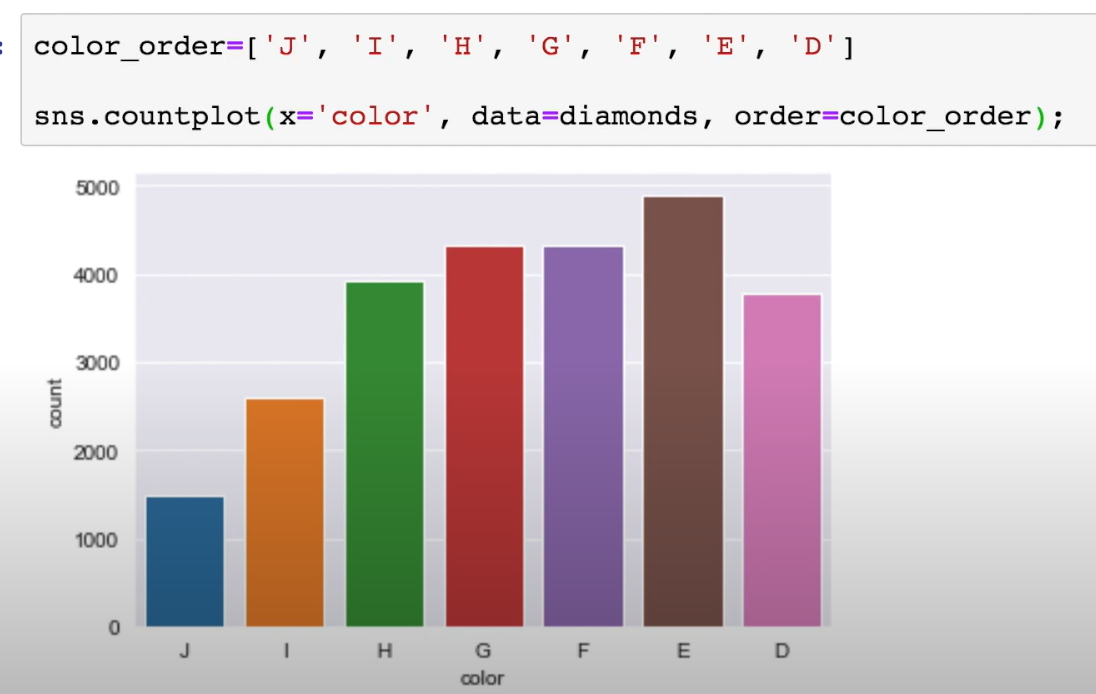 :
color_order=['J', 'I', 'H', 'G', 'F', 'E', 'D']
sns.countplot(x='color', data=diamonds, order=color_order);
5000
4000
3000
2000
1000
0
count
J I H G F E D
color